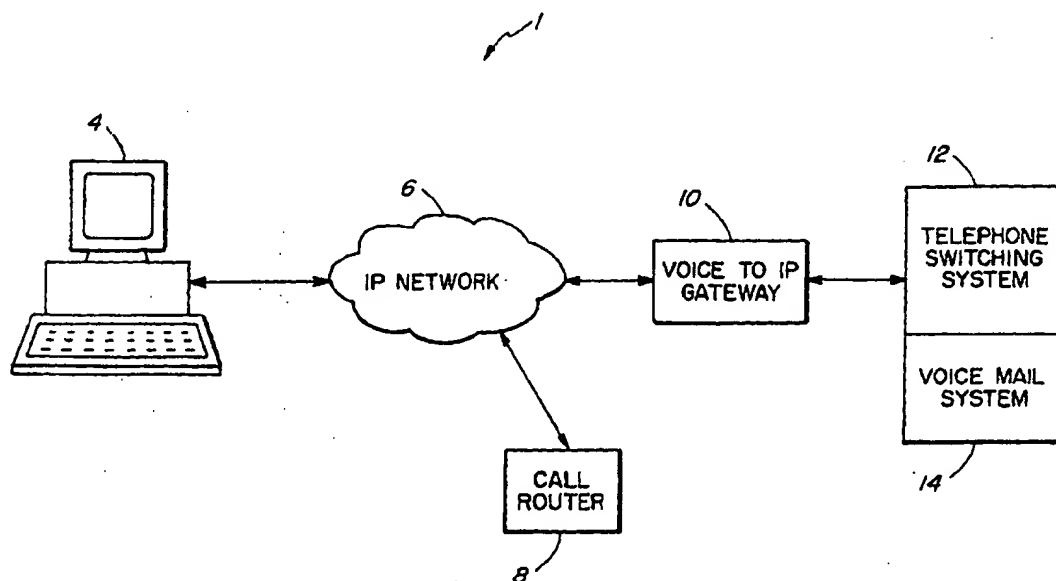 1
4
6
IP NETWORK
10
VOICE TO IP
GATEWAY
12
TELEPHONE
SWITCHING
SYSTEM
VOICE MAIL
SYSTEM
14
CALL
ROUTER
8